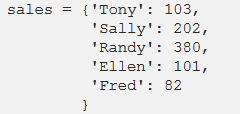 sales = {'Tony': 103,
'Sally': 202,
'Randy': 380,
'Ellen': 101,
'Fred': 82
}